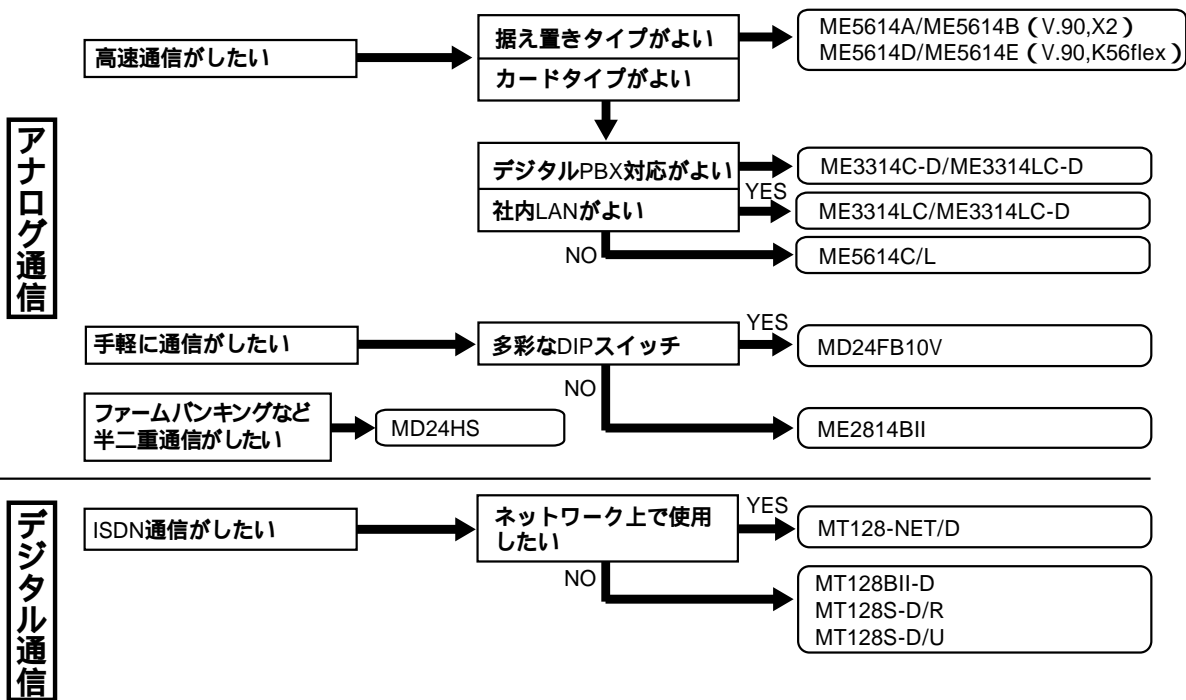 アナログ通信
高速通信がしたい
据え置きタイプがよい
カードタイプがよい
ME5614A/ME5614B（V.90,X2）
ME5614D/ME5614E（V.90,K56flex）
デジタルPBX対応がよい
ME3314C-D/ME3314LC-D
社内LANがよい
YES
ME3314LC/ME3314LC-D
NO
ME5614C/L
手軽に通信がしたい
多彩なDIPスイッチ
YES
MD24FB10V
NO
ME2814BII
ファームバンキングなど
半二重通信がしたい
MD24HS
デジタル通信
ISDN通信がしたい
ネットワーク上で使用
したい
YES
MT128-NET/D
NO
MT128BII-D
MT128S-D/R
MT128S-D/U